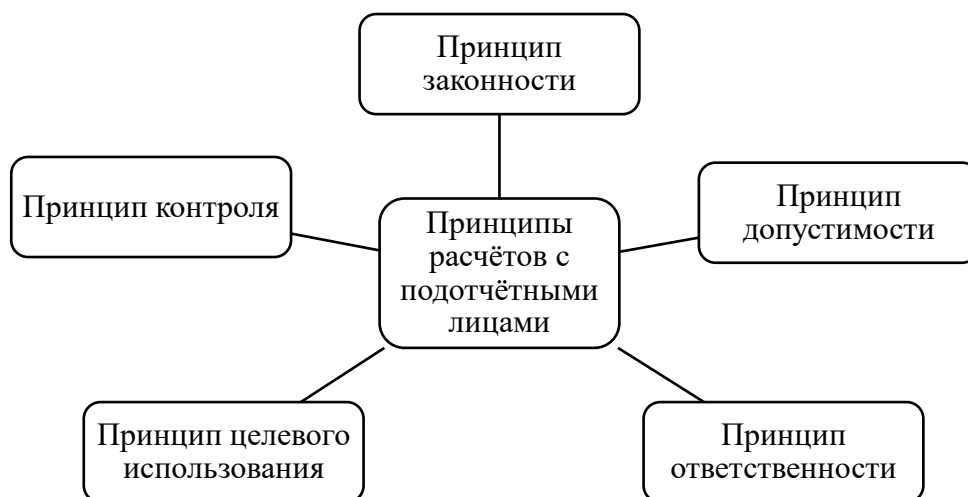 Принцип
законности
Принцип контроля
Принцип
допустимости
Принципы
расчётов с
подотчётными
лицами
Принцип целевого
использования
Принцип
ответственности